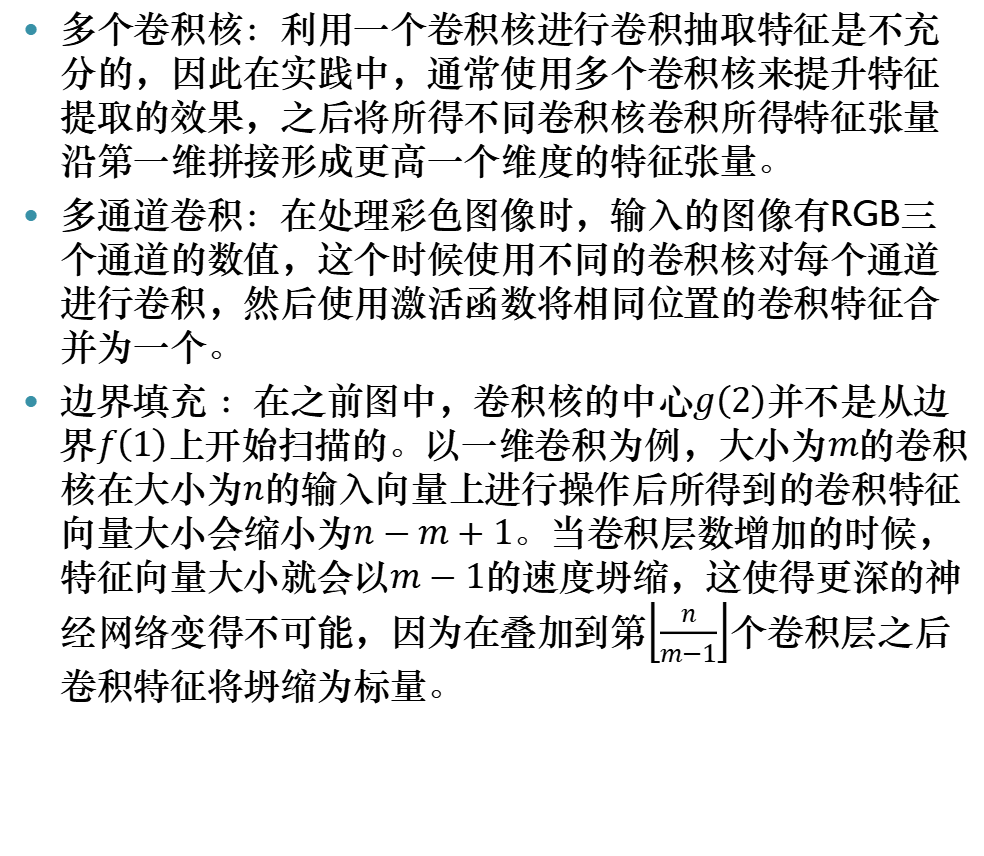 • 多个卷积核：利用一个卷积核进行卷积抽取特征是不充
分的，因此在实践中，通常使用多个卷积核来提升特征
提取的效果，之后将所得不同卷积核卷积所得特征张量
沿第一维拼接形成更高一个维度的特征张量。
• 多通道卷积：在处理彩色图像时，输入的图像有RGB三
个通道的数值，这个时候使用不同的卷积核对每个通道
进行卷积，然后使用激活函数将相同位置的卷积特征合
并为一个。
• 边界填充 ：在之前图中，卷积核的中心g(2)并不是从边
界f(1)上开始扫描的。以一维卷积为例，大小为m的卷积
核在大小为n的输入向量上进行操作后所得到的卷积特征
向量大小会缩小为n − m + 1。当卷积层数增加的时候，
特征向量大小就会以m − 1的速度坍缩，这使得更深的神
经网络变得不可能，因为在叠加到第⌊n/(m−1)⌋个卷积层之后
卷积特征将坍缩为标量。